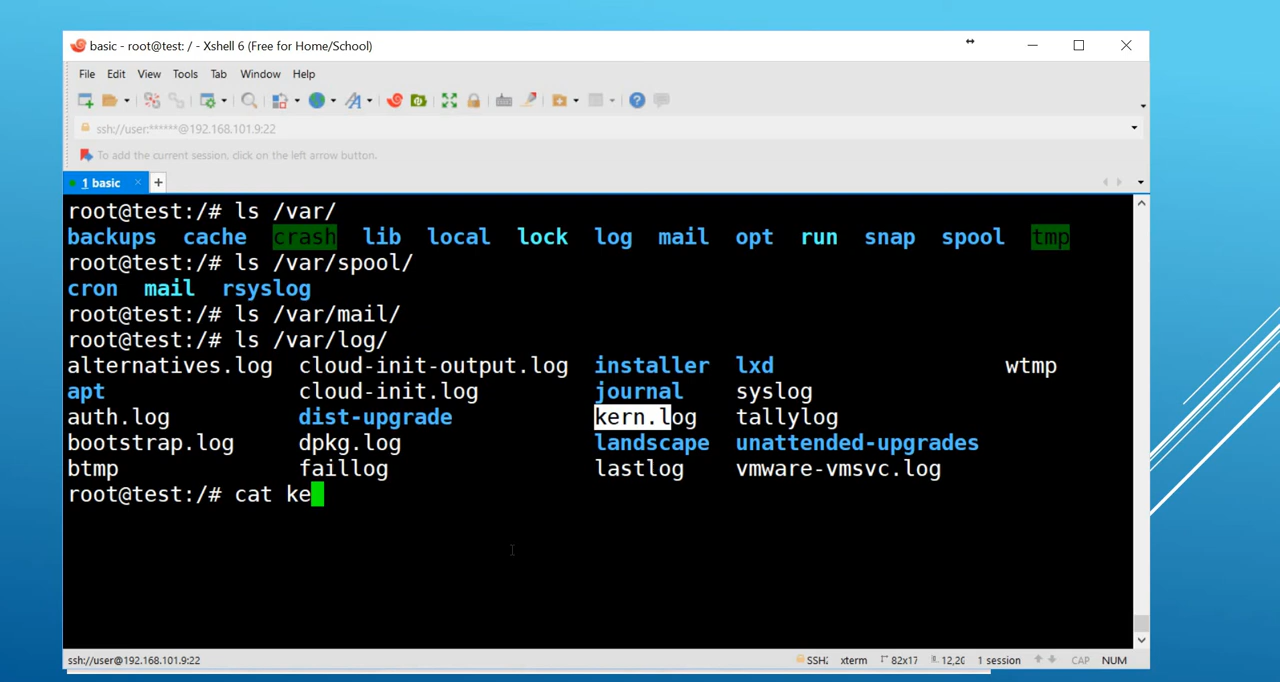 basic - root@test: / - Xshell 6 (Free for Home/School)
File Edit View Tools Tab Window Help
ssh://user:******@192.168.101.9:22
To add the current session, click on the left arrow button.
1 basic
root@test:/# ls /var/
backups cache crash lib local lock log mail opt run snap spool tmp
root@test:/# ls /var/spool/
cron mail rsyslog
root@test:/# ls /var/mail/
root@test:/# ls /var/log/
alternatives.log cloud-init-output.log installer lxd wtmp
apt cloud-init.log journal syslog
auth.log dist-upgrade kern.log tallylog
bootstrap.log dpkg.log landscape unattended-upgrades
btmp faillog lastlog vmware-vmsvc.log
root@test:/# cat ke
ssh://user@192.168.101.9:22 SSH2 xterm 82x17 12,20 1 session CAP NUM